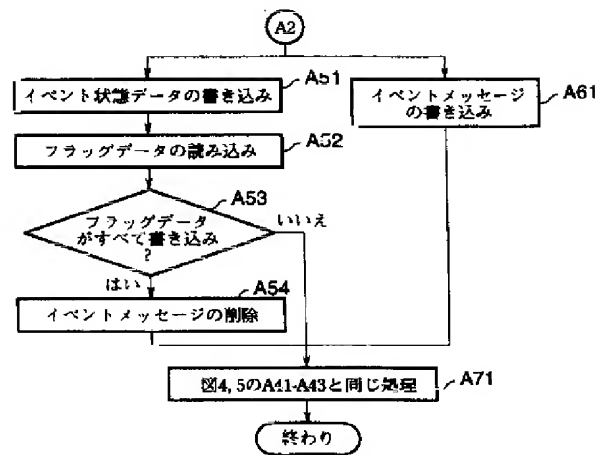 A2
A51
イベント状態データの書き込み
イベントメッセージ
の書き込み
A61
A52
フラッグデータの読み込み
A53
フラッグデータ
がすべて書き込み
?
いいえ
はい
A54
イベントメッセージの削除
図4, 5のA41-A43と同じ処理
A71
終わり